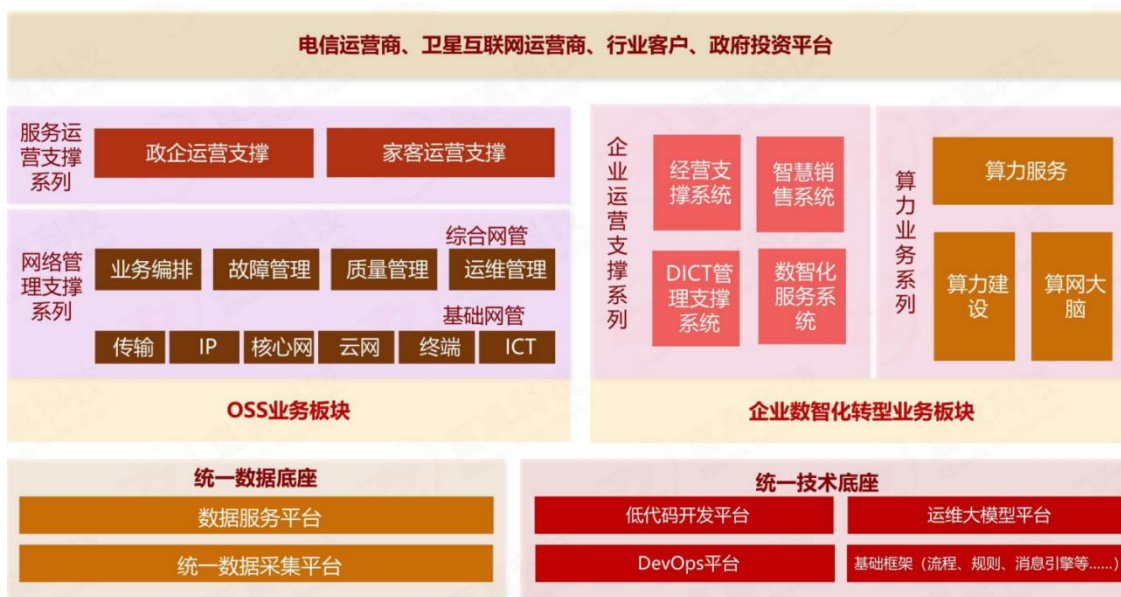 电信运营商、卫星互联网运营商、行业客户、政府投资平台
服务运
营支撑
系列
政企运营支撑
家客运营支撑
网络管
理支撑
系列
综合网管
业务编排
故障管理
质量管理
运维管理
基础网管
传输
IP
核心网
云网
终端
ICT
OSS业务板块
企业运营支撑系列
经营支
撑系统
智慧销
售系统
DICT管
理支撑
系统
数智化
服务系
统
算力业务系列
算力服务
算力建
设
算网大
脑
企业数智化转型业务板块
统一数据底座
数据服务平台
统一数据采集平台
统一技术底座
低代码开发平台
运维大模型平台
DevOps平台
基础框架（流程、规则、消息引擎等......）